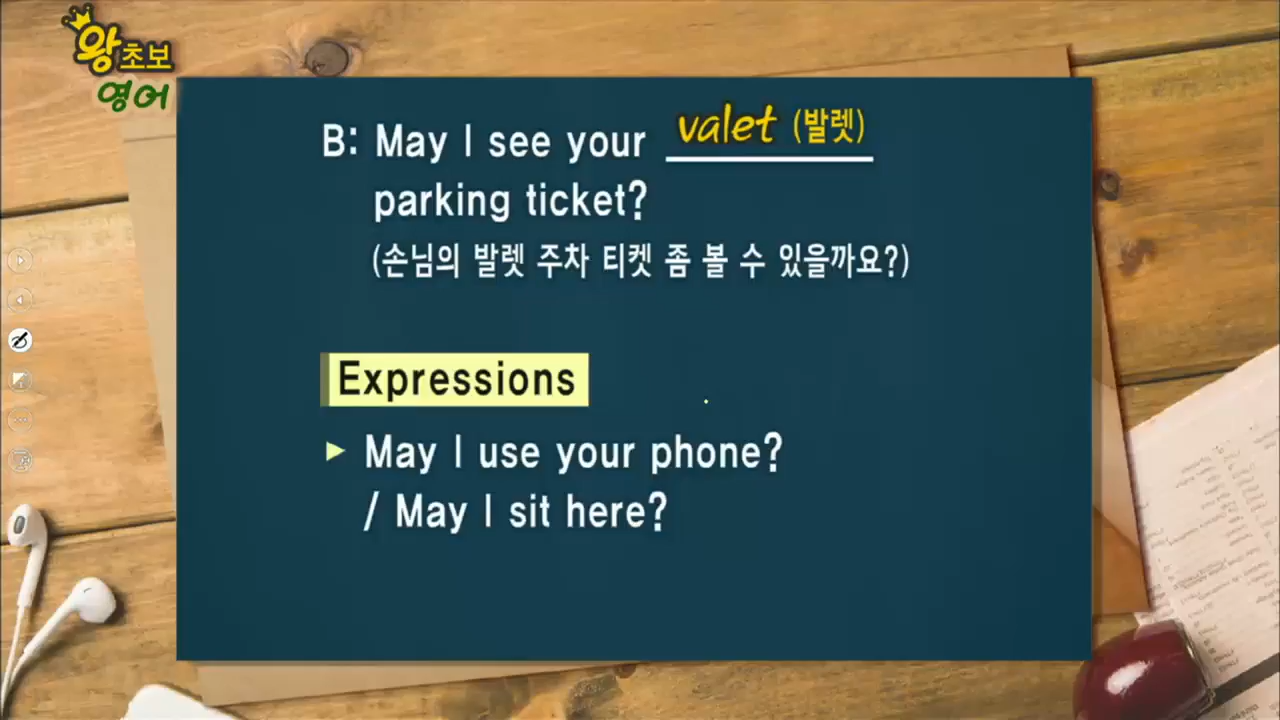 왕초보
영어
B: May I see your valet (발렛)
parking ticket?
(손님의 발렛 주차 티켓 좀 볼 수 있을까요?)
Expressions
▶ May I use your phone?
/ May I sit here?